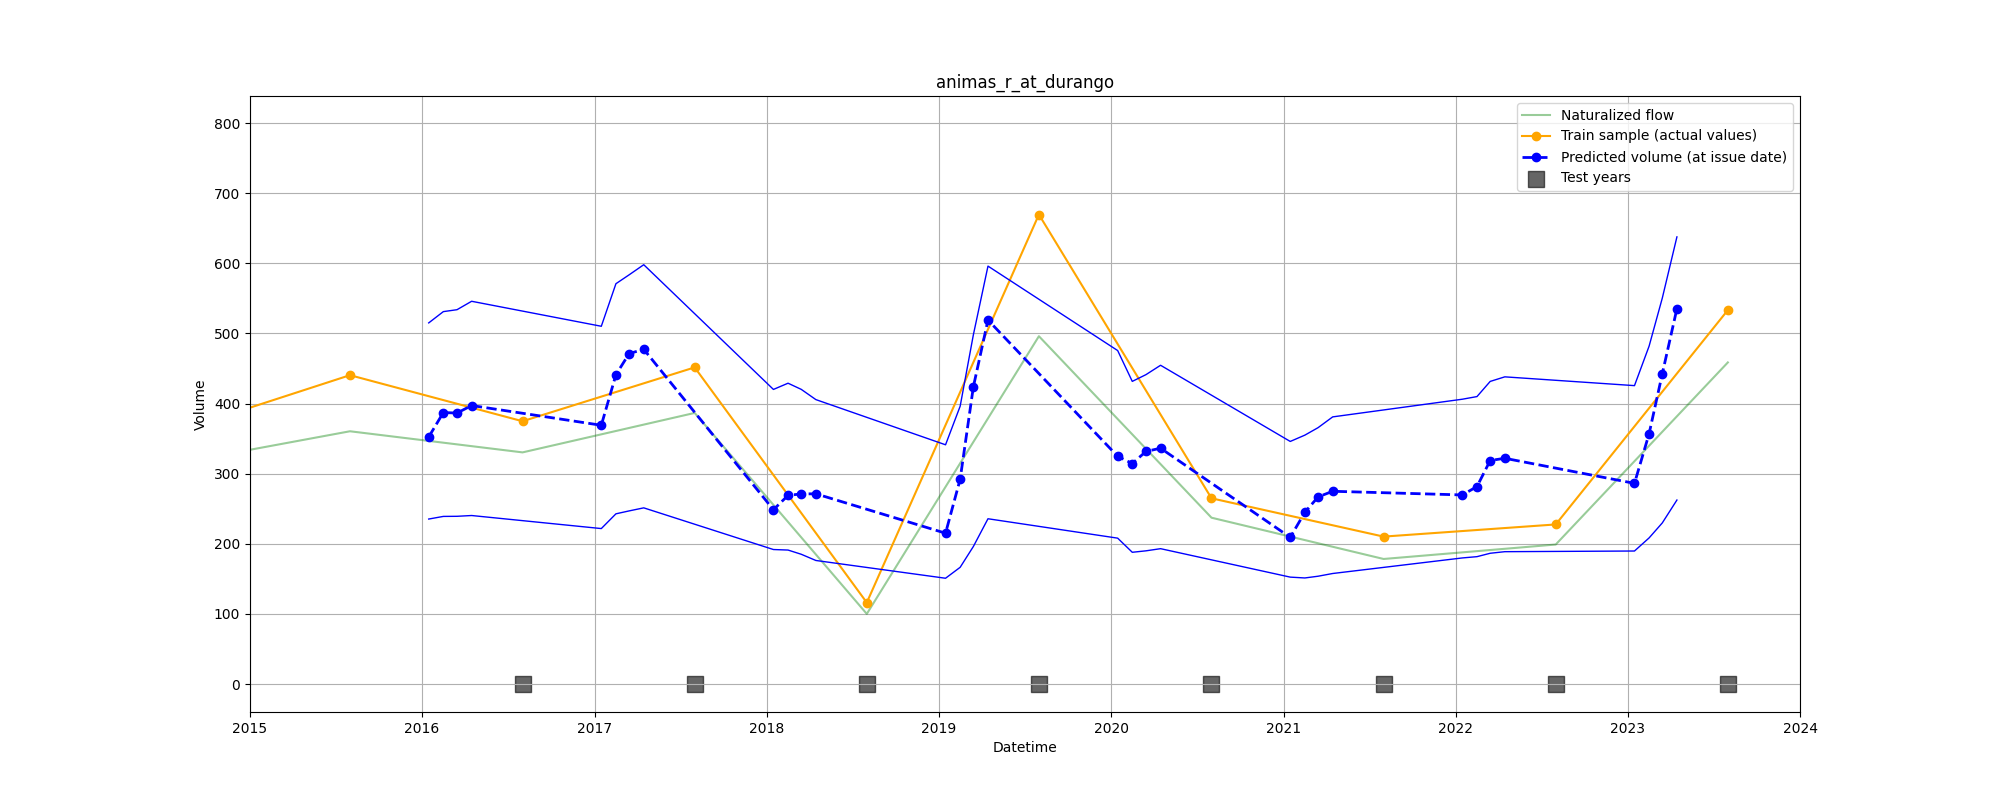 animas_r_at_durango
Naturalized flow
Train sample (actual values)
Predicted volume (at issue date)
Test years
800
700
600
500
400
300
200
100
0
Volume
2015 2016 2017 2018 2019 2020 2021 2022 2023 2024
Datetime